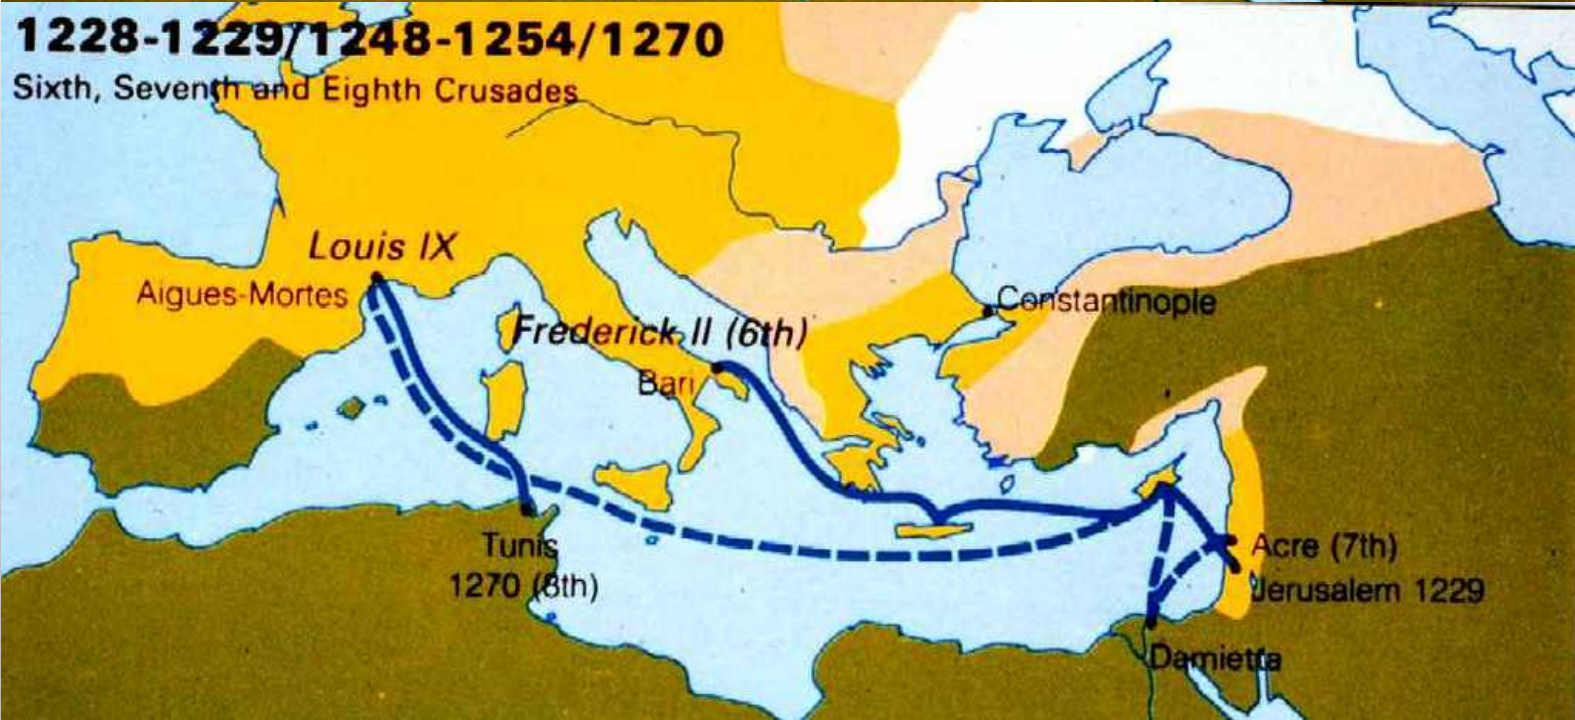 1228-1229/1248-1254/1270
Sixth, Seventh and Eighth Crusades
Louis IX
Aigues-Mortes
Constantinople
Frederick II (6th)
Bari
Tunis
1270 (8th)
Acre (7th)
Jerusalem 1229
Damietta